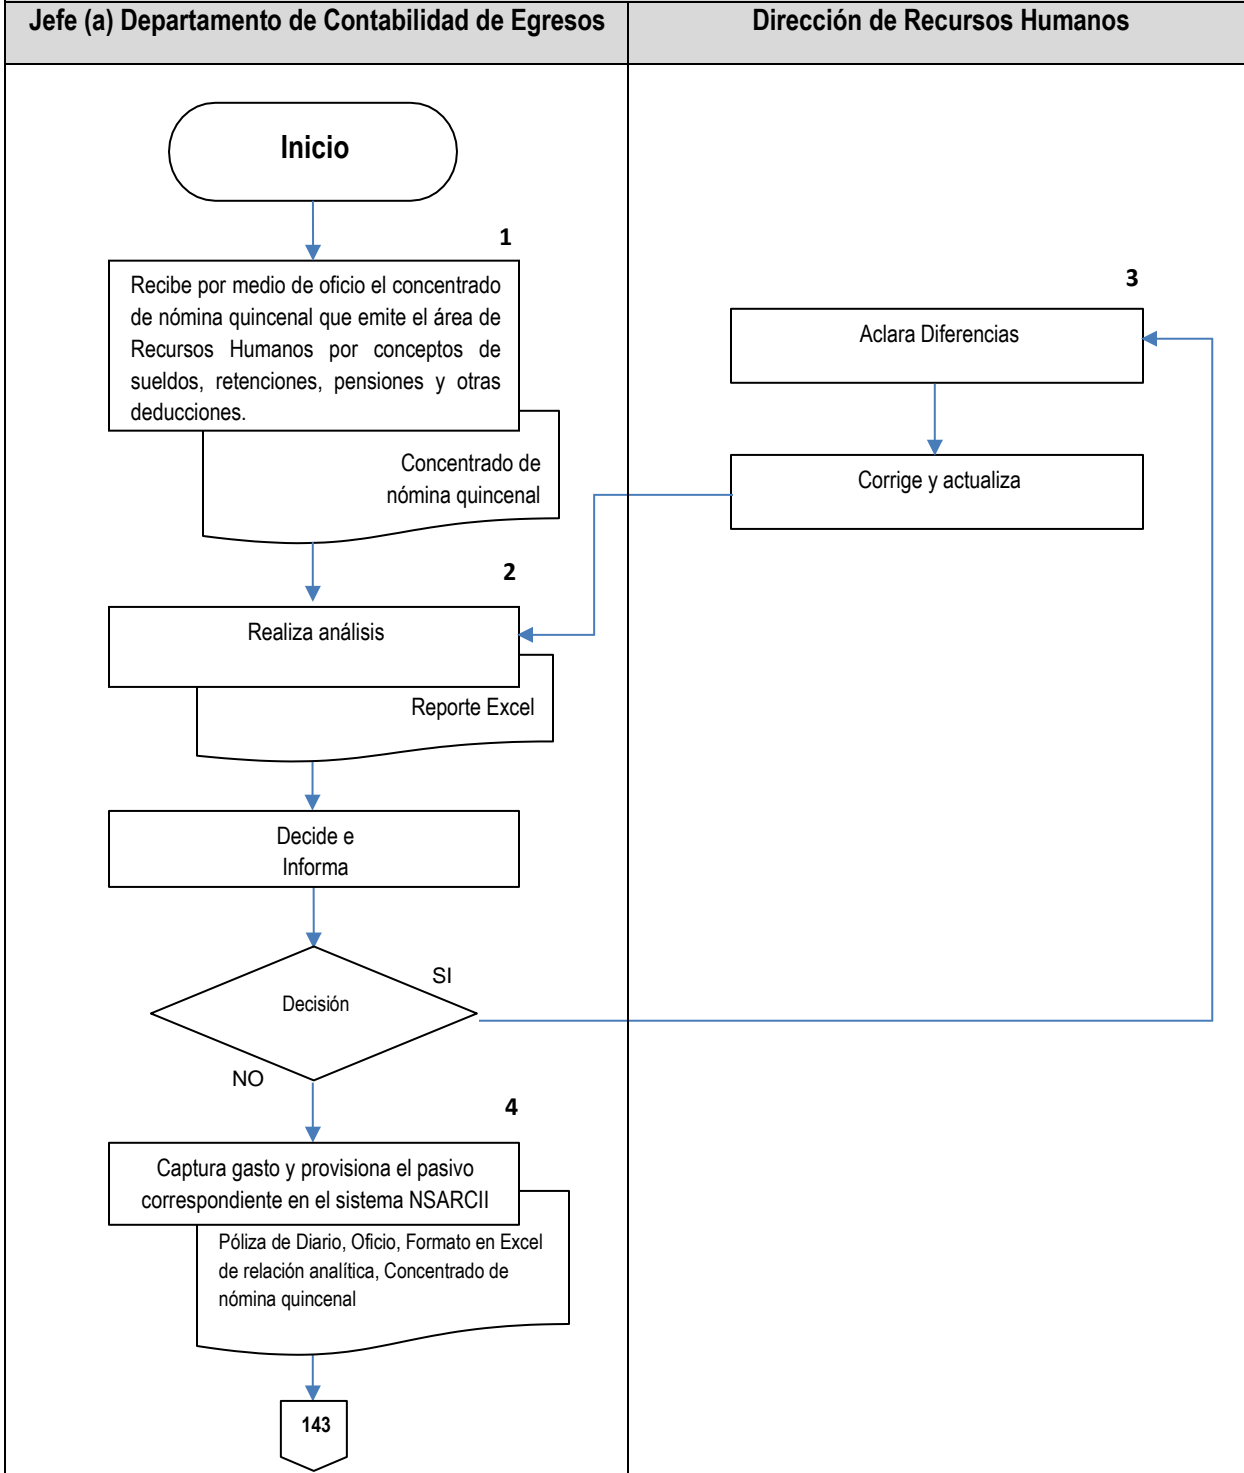 Jefe (a) Departamento de Contabilidad de Egresos
Dirección de Recursos Humanos
Inicio
1
Recibe por medio de oficio el concentrado
de nómina quincenal que emite el área de
Recursos Humanos por conceptos de
sueldos, retenciones, pensiones y otras
deducciones.
Concentrado de
nómina quincenal
3
Aclara Diferencias
Corrige y actualiza
2
Realiza análisis
Reporte Excel
Decide e
Informa
Decisión
SI
NO
4
Captura gasto y provisiona el pasivo
correspondiente en el sistema NSARCII
Póliza de Diario, Oficio, Formato en Excel
de relación analítica, Concentrado de
nómina quincenal
143